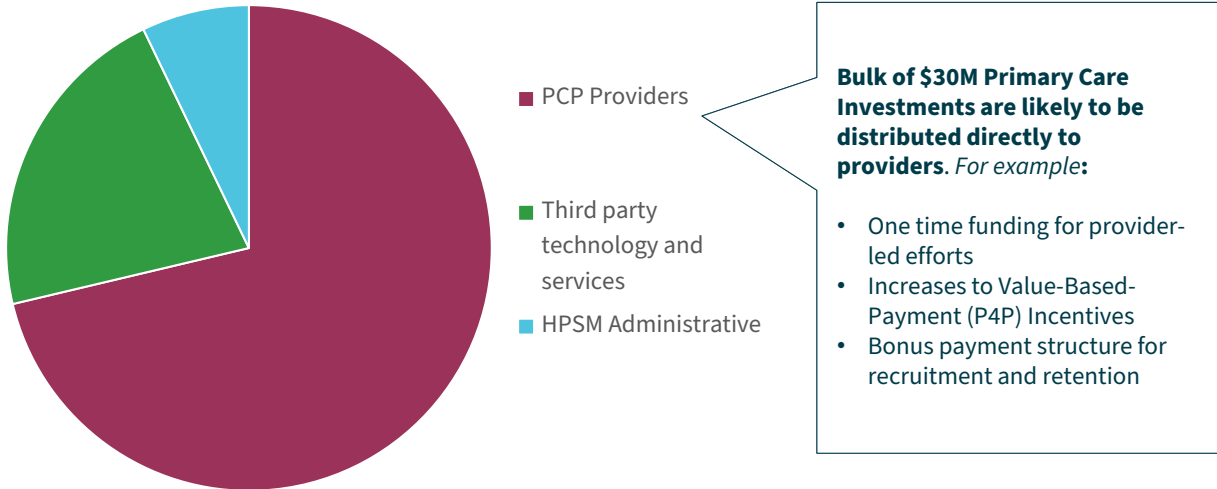 PCP Providers
Third party
technology and
services
HPSM Administrative
Bulk of $30M Primary Care
Investments are likely to be
distributed directly to
providers. For example:
• One time funding for provider-
led efforts
• Increases to Value-Based-
Payment (P4P) Incentives
• Bonus payment structure for
recruitment and retention